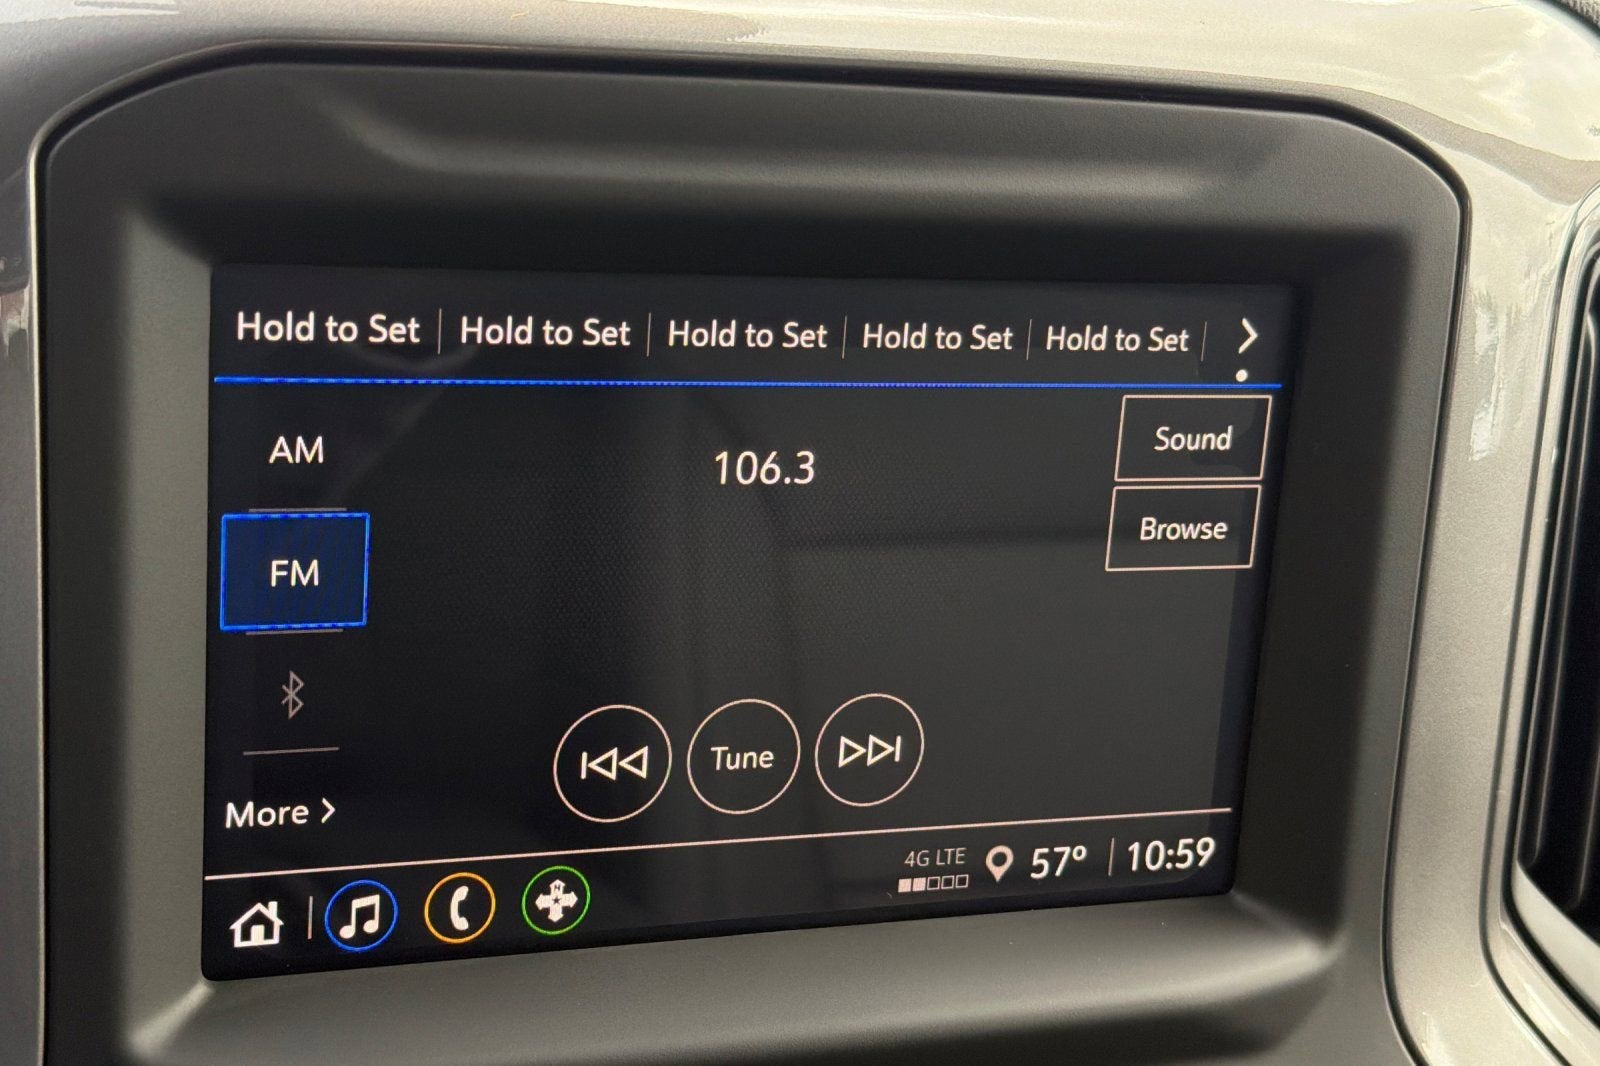 Hold to Set Hold to Set Hold to Set Hold to Set Hold to Set
AM
106.3
Sound
Browse
FM
Tune
More
4G LTE 57° 10:59
N